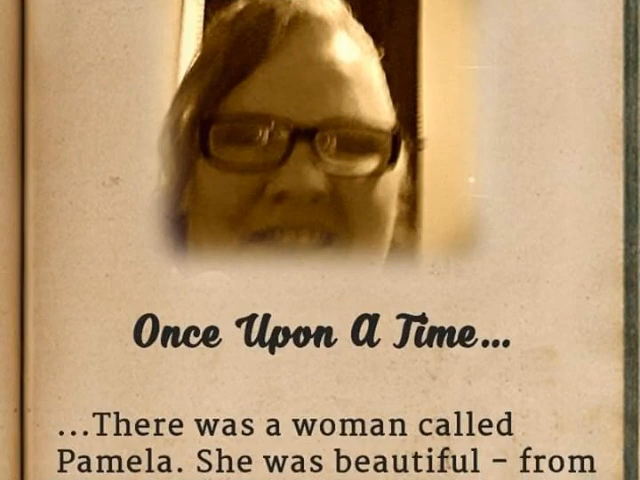 Once Upon A Time...
...There was a woman called
Pamela. She was beautiful – from